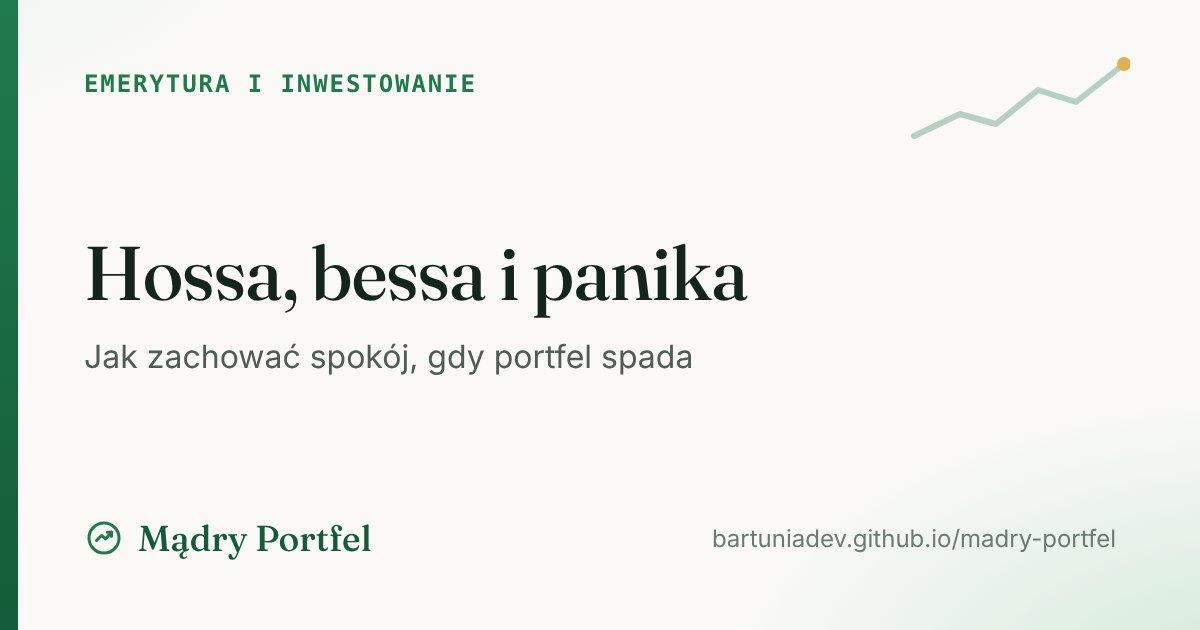 EMERYTURA I INWESTOWANIE
Hossa, bessa i panika
Jak zachować spokój, gdy portfel spada
Mądry Portfel
bartuniadev.github.io/madry-portfel